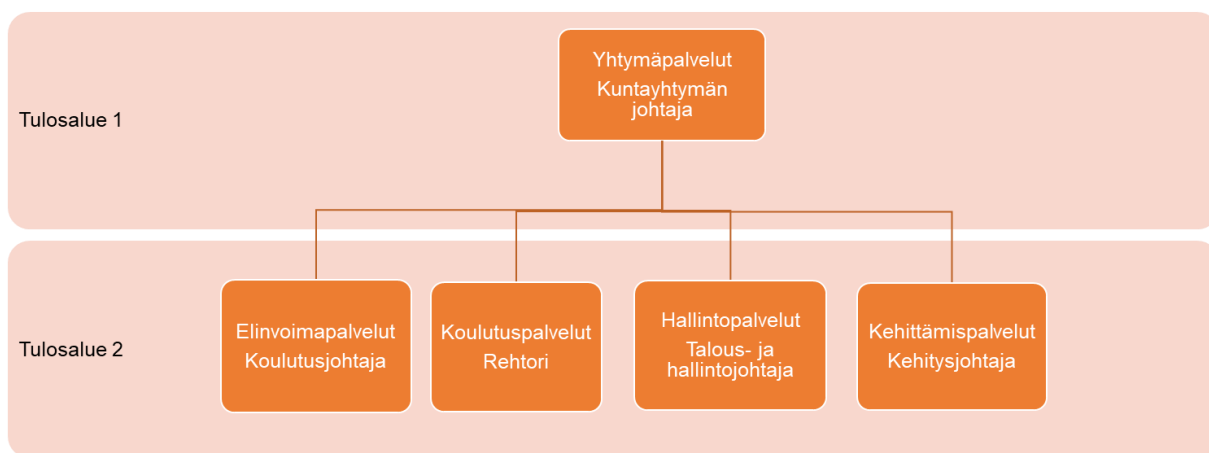 Tulosalue 1
Yhtymäpalvelut
Kuntayhtymän
johtaja
Tulosalue 2
Elinvoimapalvelut
Koulutusjohtaja
Koulutuspalvelut
Rehtori
Hallintopalvelut
Talous- ja
hallintojohtaja
Kehittämispalvelut
Kehitysjohtaja